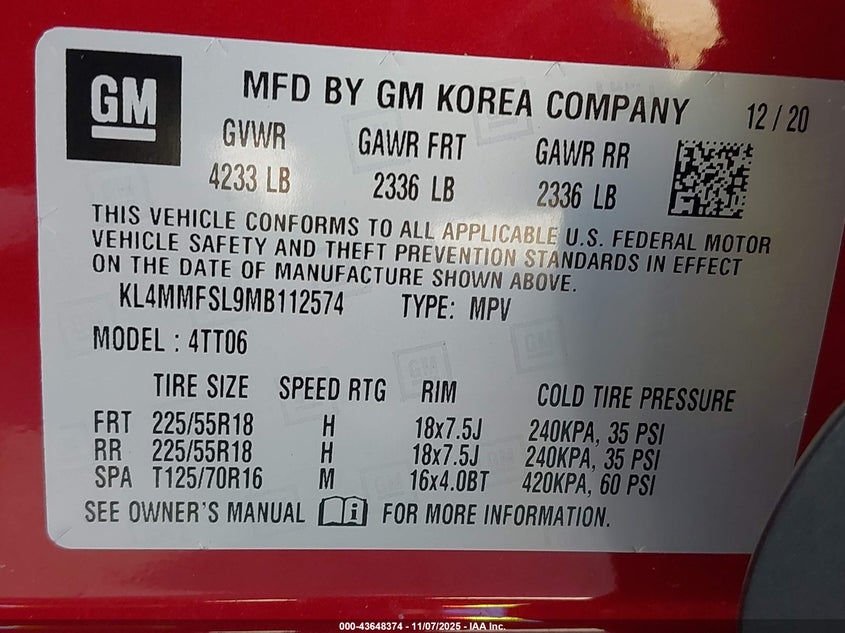 GM
MFD BY GM KOREA COMPANY 12 / 20
GVWR GAWR FRT GAWR RR
4233 LB 2336 LB 2336 LB
THIS VEHICLE CONFORMS TO ALL APPLICABLE U.S. FEDERAL MOTOR
VEHICLE SAFETY AND THEFT PREVENTION STANDARDS IN EFFECT
ON THE DATE OF MANUFACTURE SHOWN ABOVE.
KL4MMFSL9MB112574 TYPE: MPV
MODEL : 4TT06
TIRE SIZE SPEED RTG RIM COLD TIRE PRESSURE
FRT 225/55R18 H 18x7.5J 240KPA, 35 PSI
RR 225/55R18 H 18x7.5J 240KPA, 35 PSI
SPA T125/70R16 M 16x4.0BT 420KPA, 60 PSI
SEE OWNER'S MANUAL i FOR MORE INFORMATION.
000-43648374 - 11/07/2025 - IAA Inc.